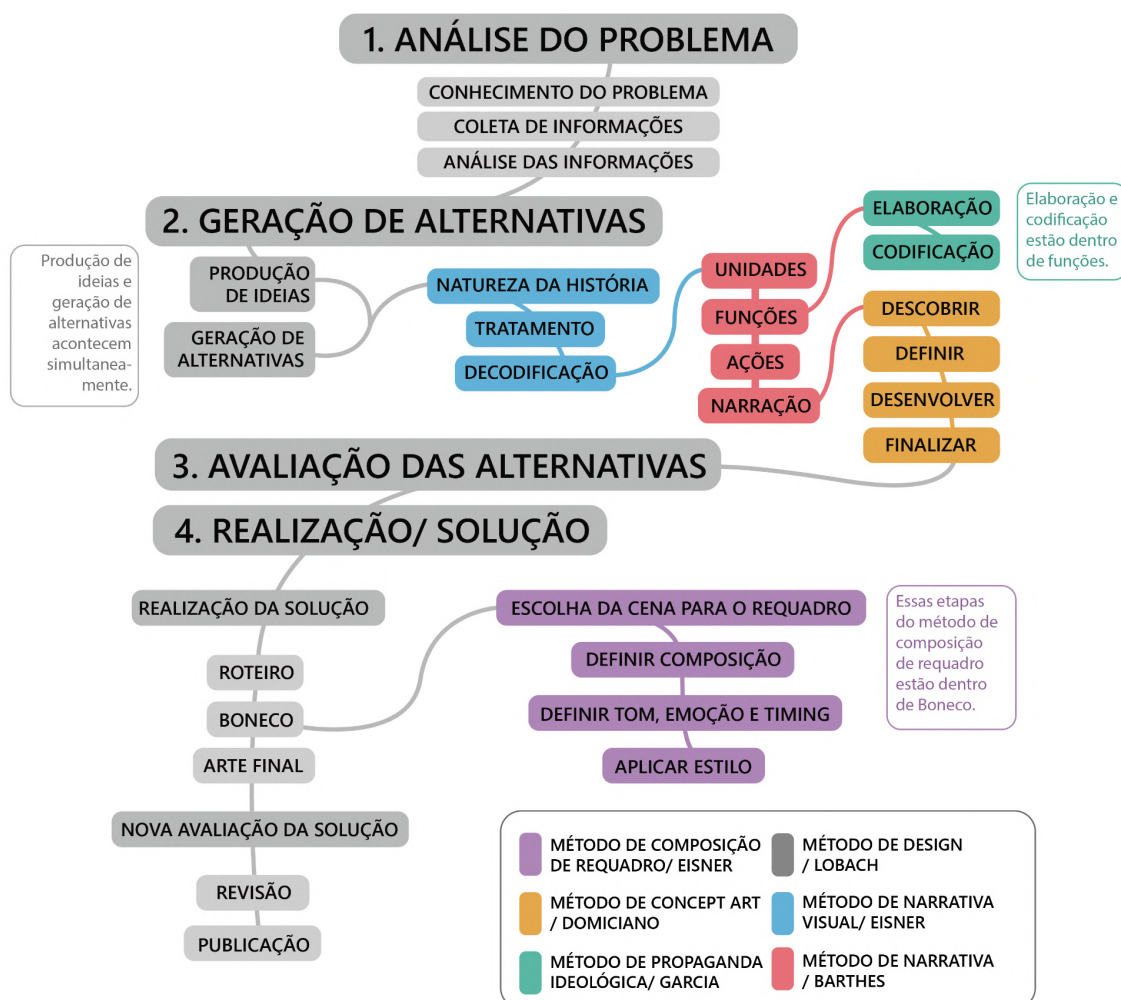 1. ANÁLISE DO PROBLEMA
CONHECIMENTO DO PROBLEMA
COLETA DE INFORMAÇÕES
ANÁLISE DAS INFORMAÇÕES
2. GERAÇÃO DE ALTERNATIVAS
Produção de
ideias e
geração de
alternativas
acontecem
simultanea-
mente.
PRODUÇÃO
DE IDEIAS
GERAÇÃO DE
ALTERNATIVAS
NATUREZA DA HISTÓRIA
TRATAMENTO
DECODIFICAÇÃO
UNIDADES
FUNÇÕES
AÇÕES
NARRAÇÃO
ELABORAÇÃO
CODIFICAÇÃO
Elaboração e
codificação
estão dentro
de funções.
DESCOBRIR
DEFINIR
DESENVOLVER
FINALIZAR
3. AVALIAÇÃO DAS ALTERNATIVAS
4. REALIZAÇÃO/ SOLUÇÃO
REALIZAÇÃO DA SOLUÇÃO
ROTEIRO
BONECO
ARTE FINAL
NOVA AVALIAÇÃO DA SOLUÇÃO
REVISÃO
PUBLICAÇÃO
ESCOLHA DA CENA PARA O REQUADRO
DEFINIR COMPOSIÇÃO
DEFINIR TOM, EMOÇÃO E TIMING
APLICAR ESTILO
Essas etapas
do método de
composição
de requadro
estão dentro
de Boneco.
MÉTODO DE COMPOSIÇÃO
DE REQUADRO/ EISNER
MÉTODO DE CONCEPT ART
/ DOMICIANO
MÉTODO DE PROPAGANDA
IDEOLÓGICA/ GARCIA
MÉTODO DE DESIGN
/ LOBACH
MÉTODO DE NARRATIVA
VISUAL/ EISNER
MÉTODO DE NARRATIVA
/ BARTHES